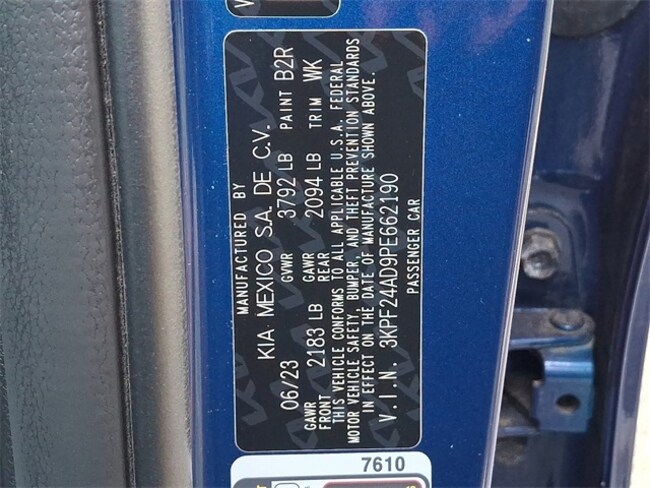 MANUFACTURED BY
KIA MEXICO S.A. DE C.V.
06/23 GVWR 3792 LB PAINT B2R
GAWR FRONT 2183 LB GAWR REAR 2094 LB TRIM WK
THIS VEHICLE CONFORMS TO ALL APPLICABLE U.S.A. FEDERAL
MOTOR VEHICLE SAFETY, BUMPER, AND THEFT PREVENTION STANDARDS
IN EFFECT ON THE DATE OF MANUFACTURE SHOWN ABOVE.
V.I.N. 3KPF24AD9PE662190
PASSENGER CAR
7610